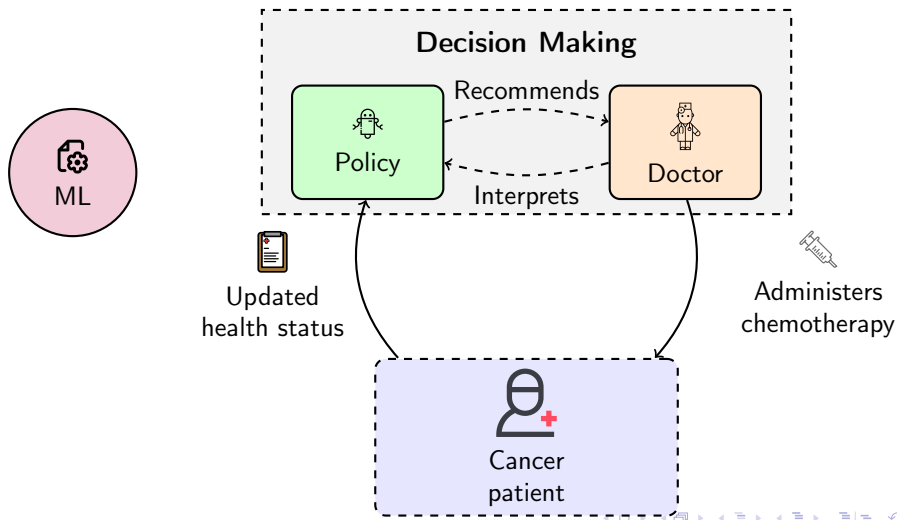 Decision Making
Recommends
Policy
Doctor
Interprets
ML
Updated
health status
Administers
chemotherapy
Cancer
patient